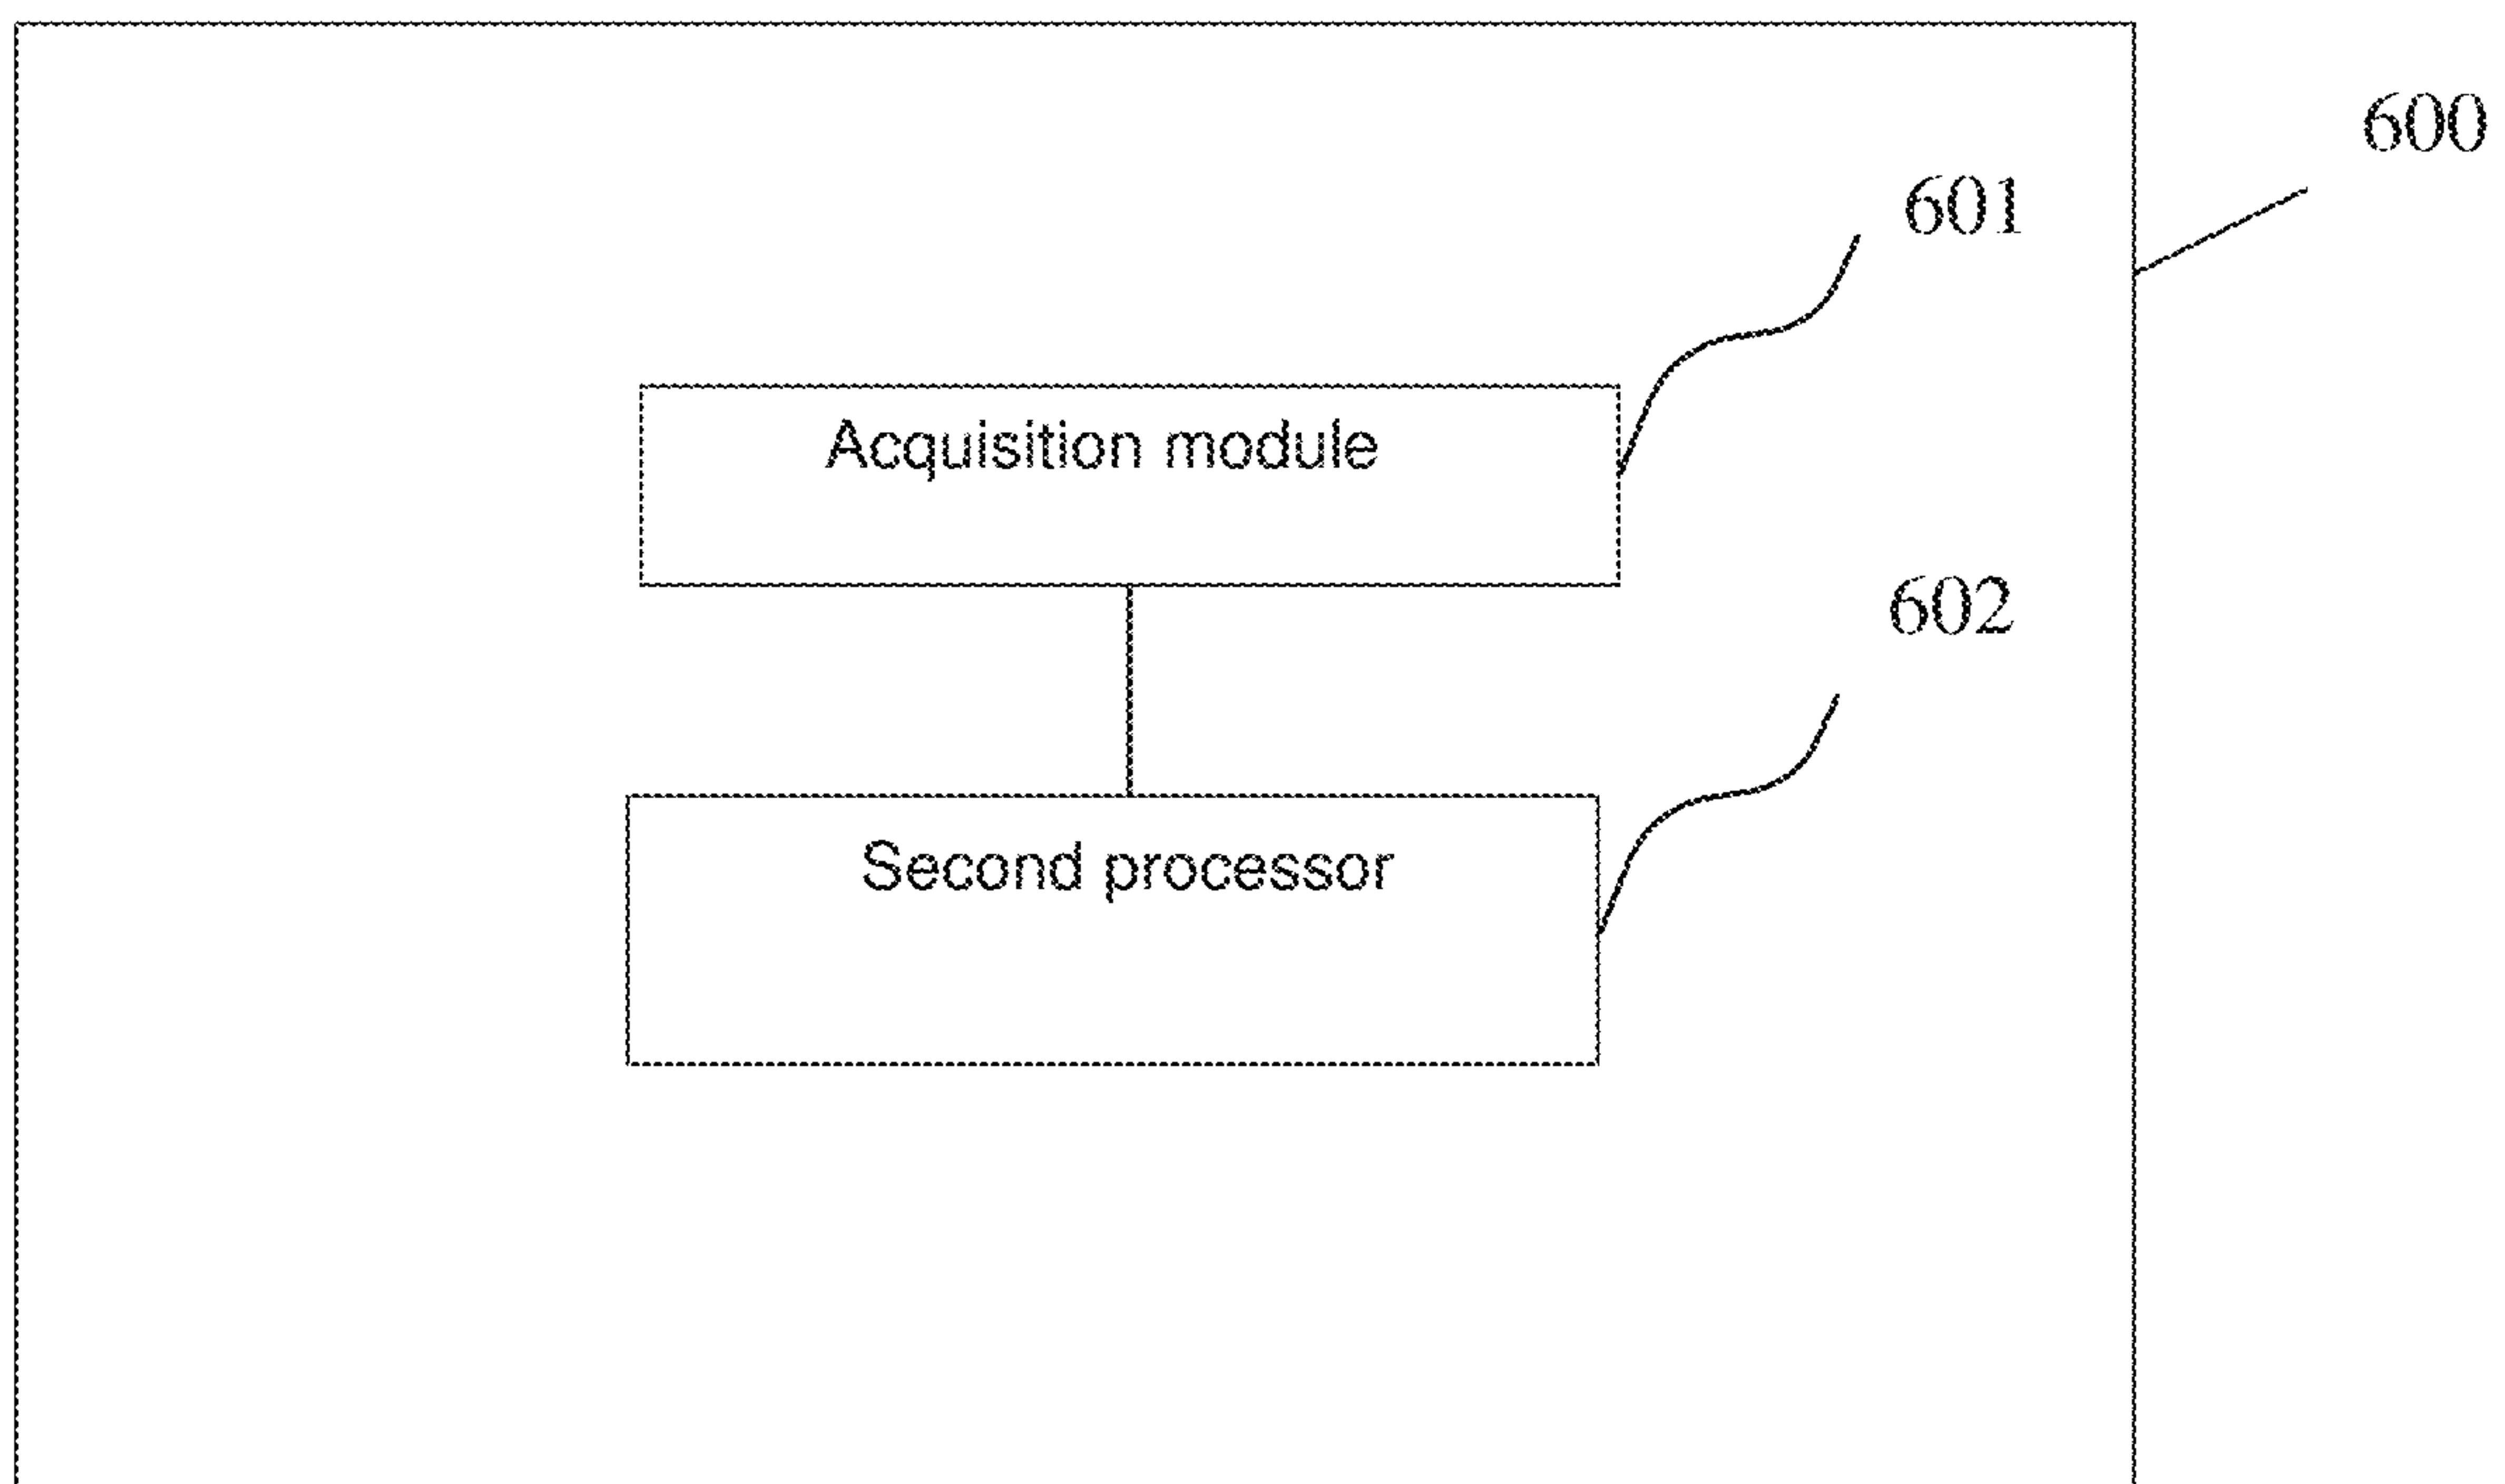 600
601
Acquisition module
602
Second processor